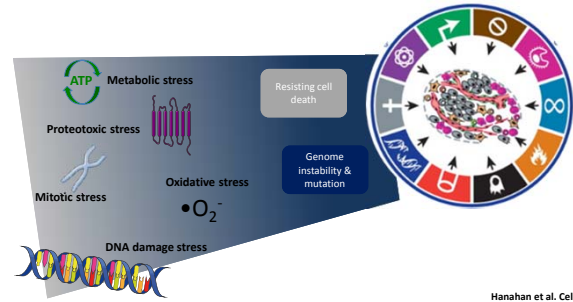 ATP
Metabolic stress
Resisting cell
death
Proteotoxic stress
Genome
instability &
mutation
Mitotic stress
Oxidative stress
•O₂⁻
DNA damage stress
Hanahan et al. Cel